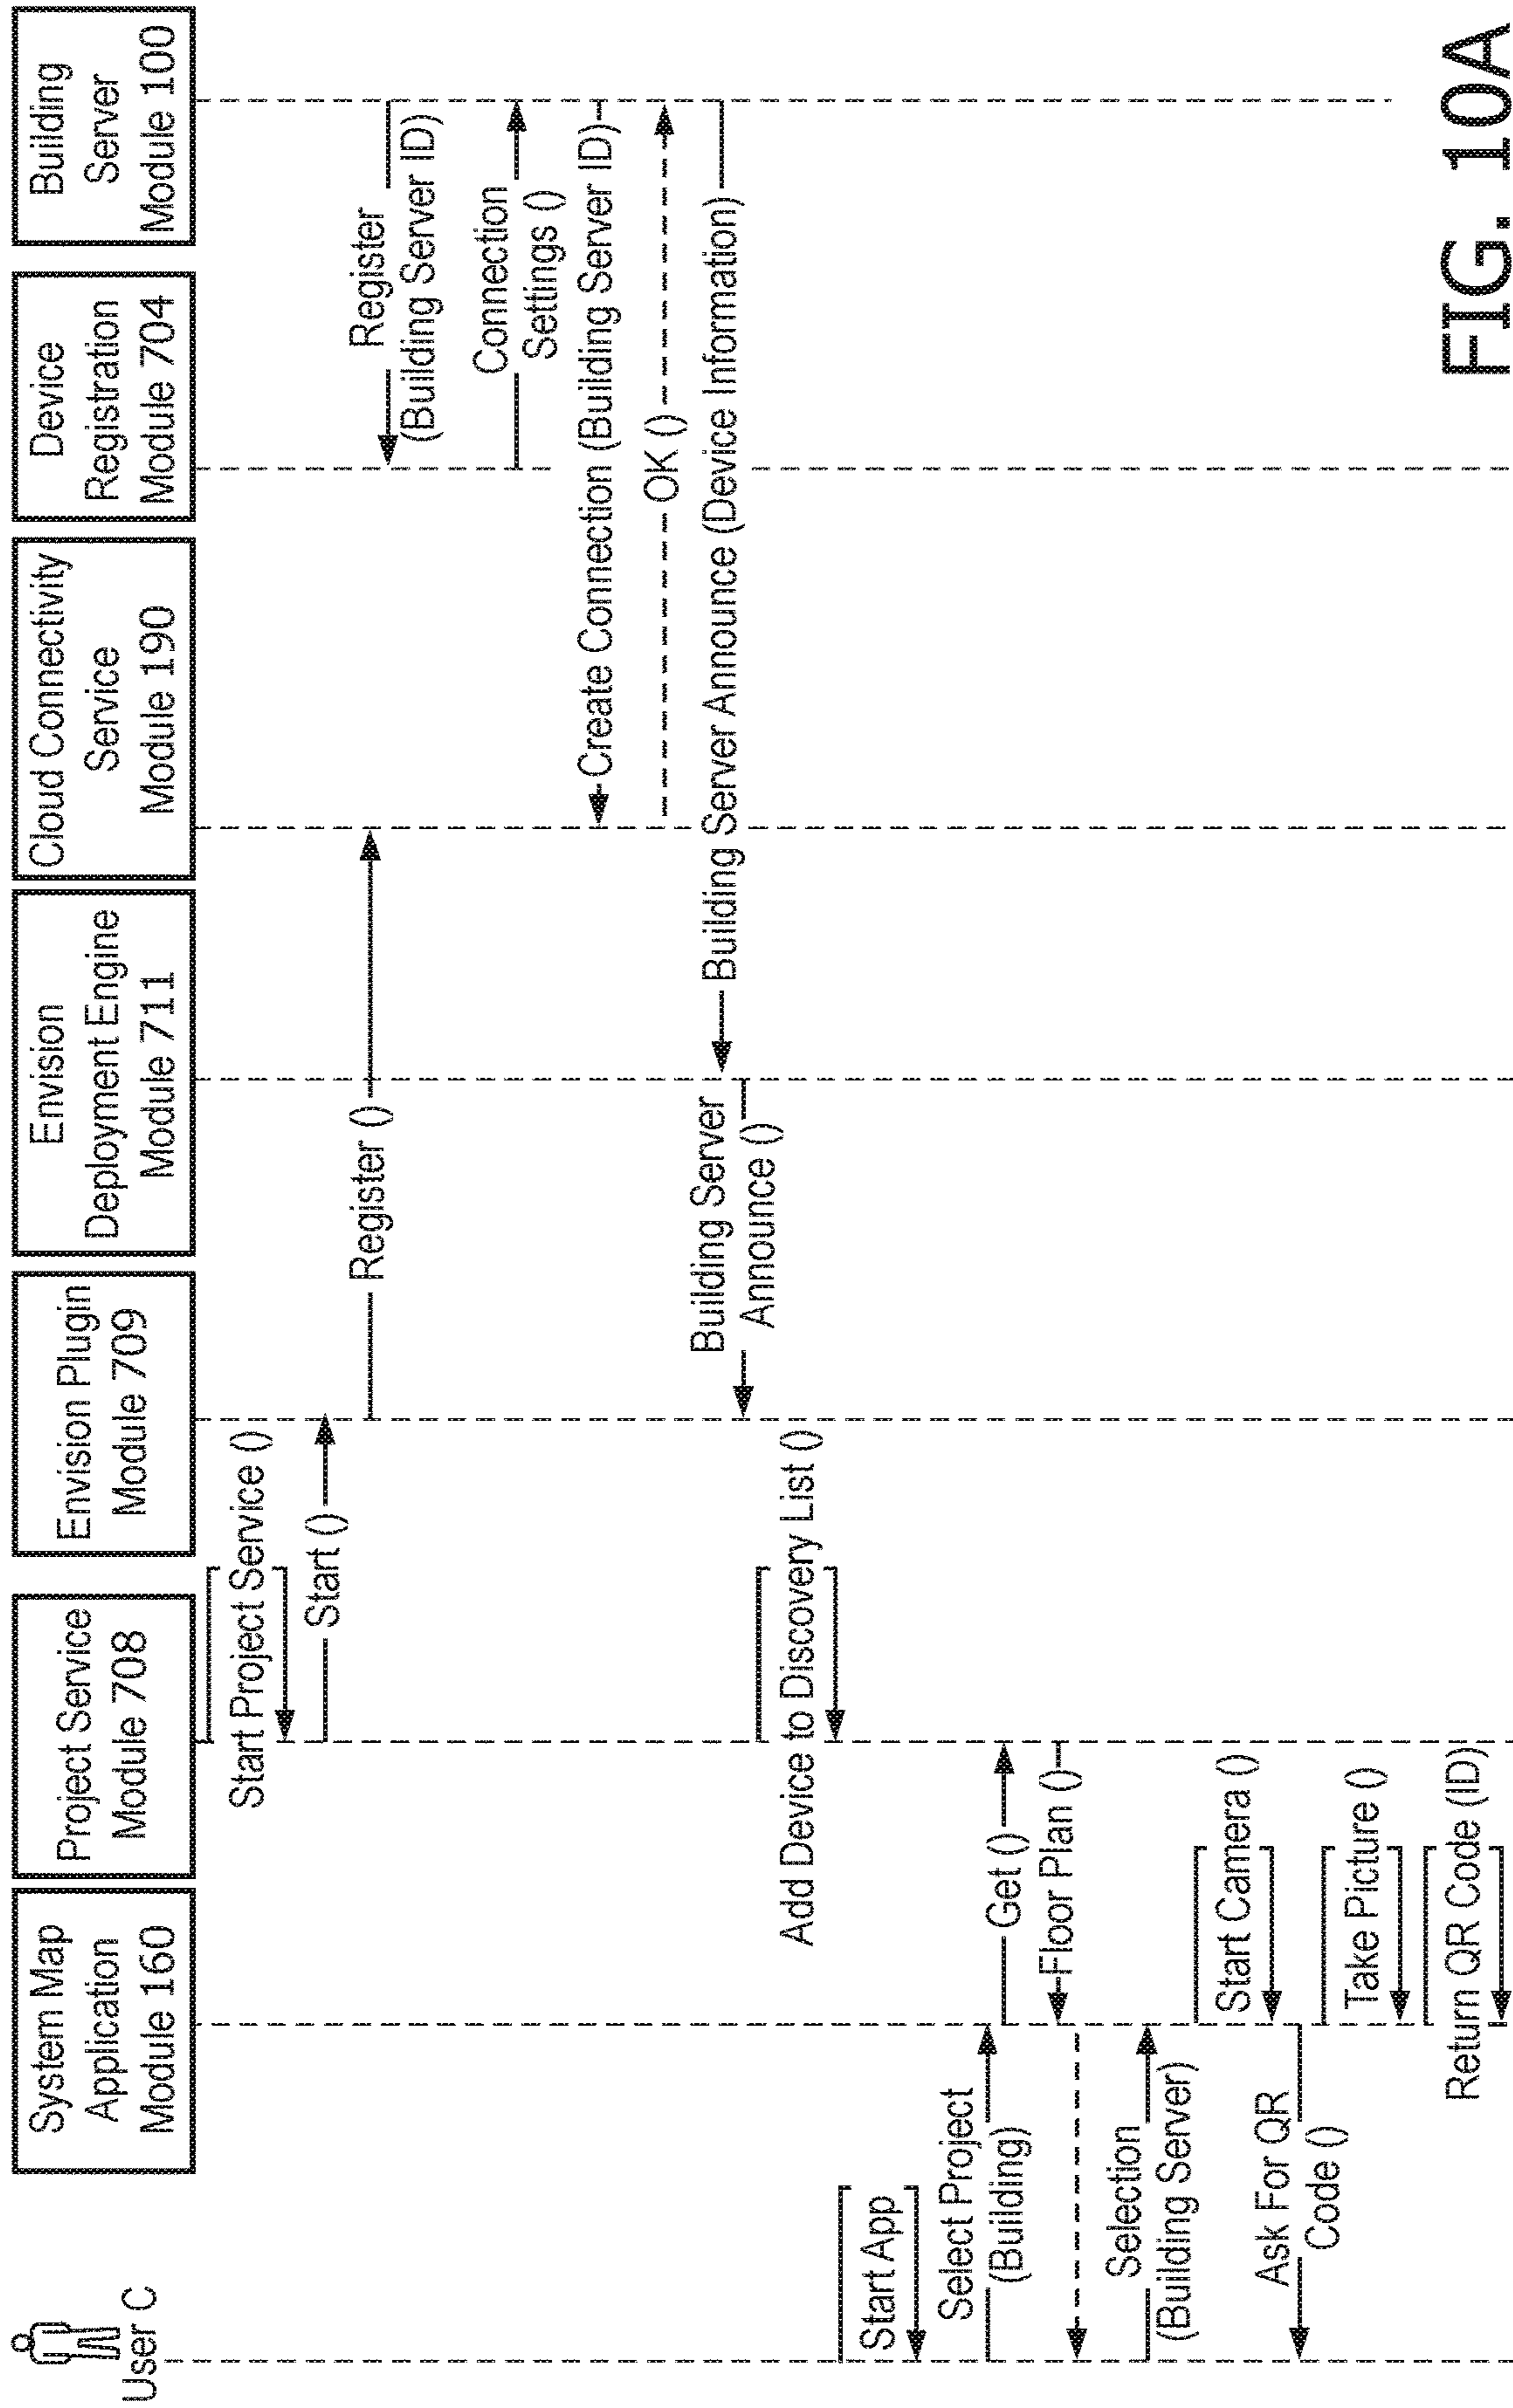 User C
System Map
Application
Module 160
Project Service
Module 708
Envision Plugin
Module 709
Envision
Deployment Engine
Module 711
Cloud Connectivity
Service
Module 190
Device
Registration
Module 704
Building
Server
Module 100
Start Project Service ()
Start ()
Register ()
Register
(Building Server ID)
Connection
Settings ()
Create Connection (Building Server ID)
OK ()
Building Server Announce (Device Information)
Building Server
Announce ()
Add Device to Discovery List ()
Start App
Select Project
(Building)
Get ()
Floor Plan ()
Selection
(Building Server)
Start Camera ()
Ask For QR
Code ()
Take Picture ()
Return QR Code (ID)
FIG. 10A